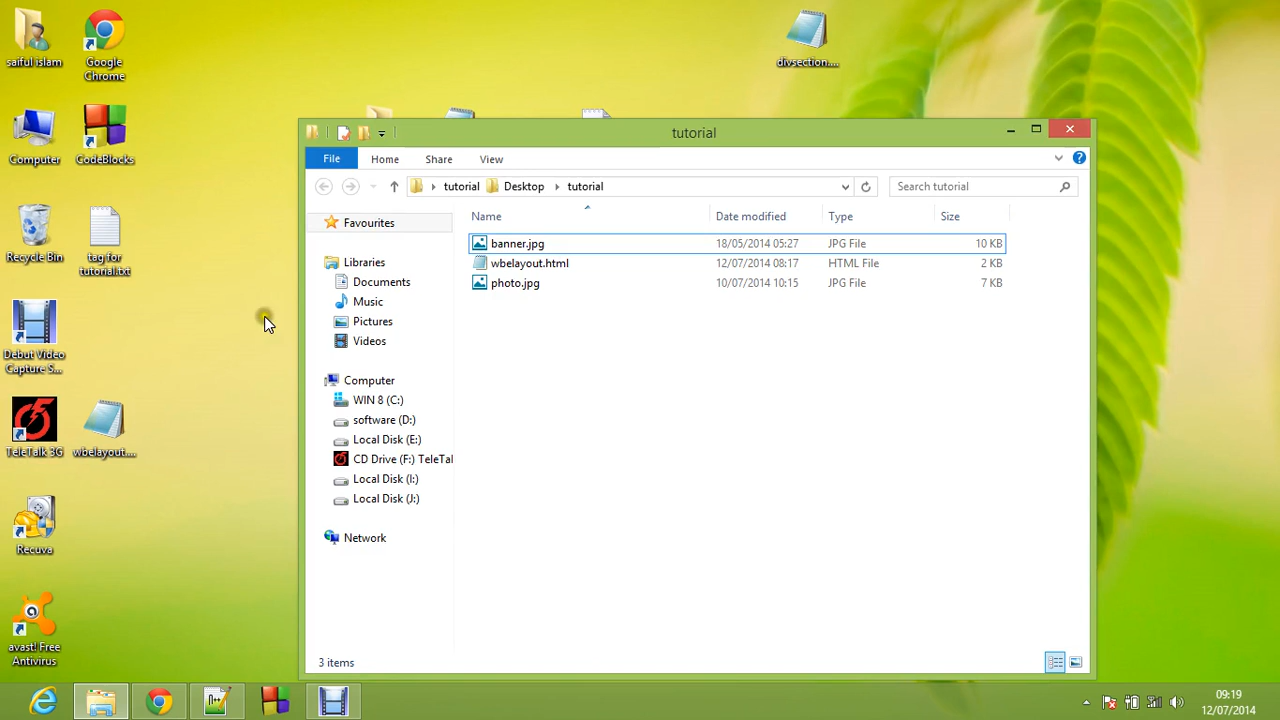 saiful islam
Google Chrome
divsection....
Computer
CodeBlocks
Recycle Bin
tag for tutorial.txt
Debut Video Capture S...
TeleTalk 3G
wbelayout....
Recuva
avast! Free Antivirus
tutorial
File Home Share View
tutorial Desktop tutorial
Search tutorial
Name Date modified Type Size
banner.jpg 18/05/2014 05:27 JPG File 10 KB
wbelayout.html 12/07/2014 08:17 HTML File 2 KB
photo.jpg 10/07/2014 10:15 JPG File 7 KB
Favourites
Libraries
Documents
Music
Pictures
Videos
Computer
WIN 8 (C:)
software (D:)
Local Disk (E:)
CD Drive (F:) TeleTal
Local Disk (I:)
Local Disk (J:)
Network
3 items
09:19
12/07/2014